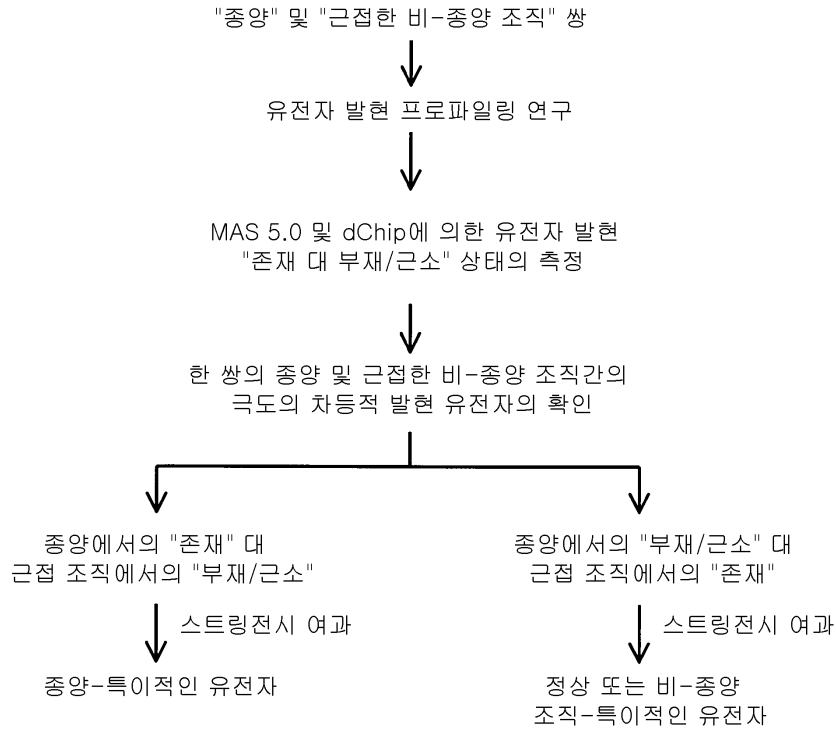 "종양" 및 "근접한 비-종양 조직" 쌍
유전자 발현 프로파일링 연구
MAS 5.0 및 dChip에 의한 유전자 발현
"존재 대 부재/근소" 상태의 측정
한 쌍의 종양 및 근접한 비-종양 조직간의
극도의 차등적 발현 유전자의 확인
종양에서의 "존재" 대
근접 조직에서의 "부재/근소"
스트링전시 여과
종양-특이적인 유전자
종양에서의 "부재/근소" 대
근접 조직에서의 "존재"
스트링전시 여과
정상 또는 비-종양
조직-특이적인 유전자